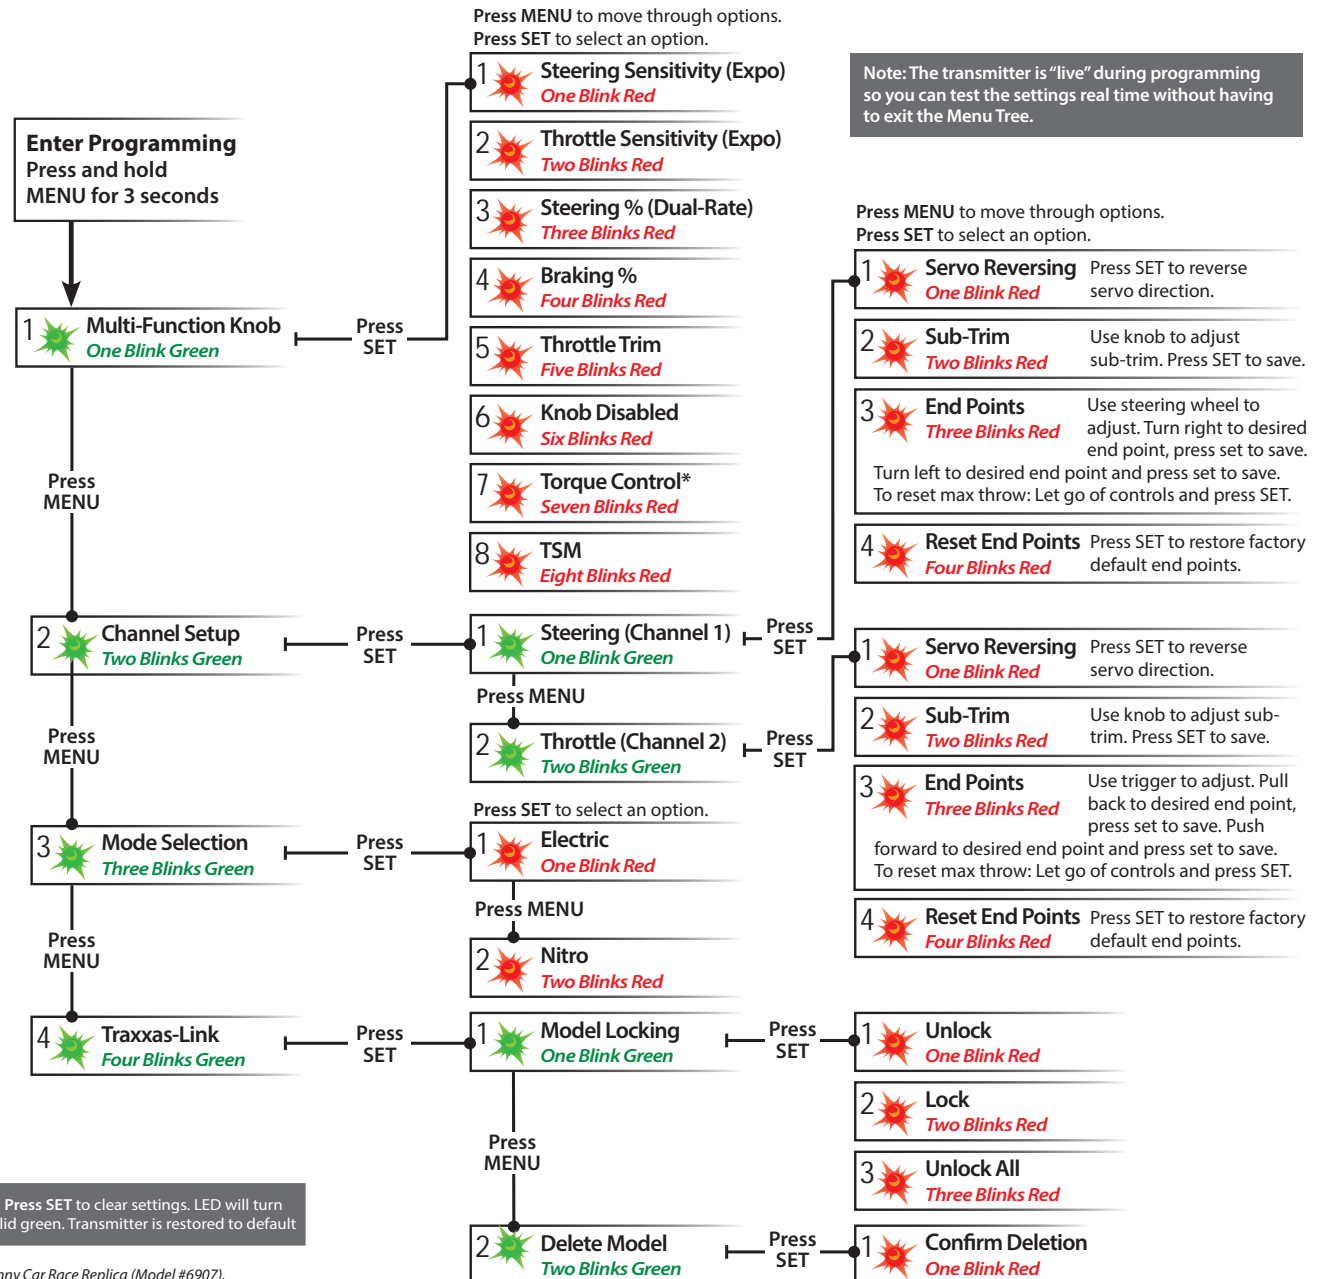 Press MENU to move through options.
Press SET to select an option.
1 Steering Sensitivity (Expo)
One Blink Red
Note: The transmitter is “live” during programming
so you can test the settings real time without having
to exit the Menu Tree.
Enter Programming
Press and hold
MENU for 3 seconds
2 Throttle Sensitivity (Expo)
Two Blinks Red
3 Steering % (Dual-Rate)
Three Blinks Red
4 Braking %
Four Blinks Red
1 Multi-Function Knob
One Blink Green
Press
SET
5 Throttle Trim
Five Blinks Red
6 Knob Disabled
Six Blinks Red
7 Torque Control*
Seven Blinks Red
8 TSM
Eight Blinks Red
Press
MENU
Press MENU to move through options.
Press SET to select an option.
1 Servo Reversing
One Blink Red
Press SET to reverse
servo direction.
2 Sub-Trim
Two Blinks Red
Use knob to adjust
sub-trim. Press SET to save.
3 End Points
Three Blinks Red
Use steering wheel to
adjust. Turn right to desired
end point, press set to save.
Turn left to desired end point and press set to save.
To reset max throw: Let go of controls and press SET.
4 Reset End Points
Four Blinks Red
Press SET to restore factory
default end points.
2 Channel Setup
Two Blinks Green
Press
SET
1 Steering (Channel 1)
One Blink Green
Press
SET
Press MENU
2 Throttle (Channel 2)
Two Blinks Green
Press
SET
1 Servo Reversing
One Blink Red
Press SET to reverse
servo direction.
2 Sub-Trim
Two Blinks Red
Use knob to adjust sub-
trim. Press SET to save.
3 End Points
Three Blinks Red
Use trigger to adjust. Pull
back to desired end point,
press set to save. Push
forward to desired end point and press set to save.
To reset max throw: Let go of controls and press SET.
4 Reset End Points
Four Blinks Red
Press SET to restore factory
default end points.
Press
MENU
3 Mode Selection
Three Blinks Green
Press
SET
Press SET to select an option.
1 Electric
One Blink Red
Press MENU
2 Nitro
Two Blinks Red
Press
MENU
4 Traxxas-Link
Four Blinks Green
Press
SET
1 Model Locking
One Blink Green
Press
SET
1 Unlock
One Blink Red
2 Lock
Two Blinks Red
3 Unlock All
Three Blinks Red
Press
MENU
2 Delete Model
Two Blinks Green
Press
SET
1 Confirm Deletion
One Blink Red
Press SET to clear settings. LED will turn
lid green. Transmitter is restored to default
nny Car Race Replica (Model #6907).